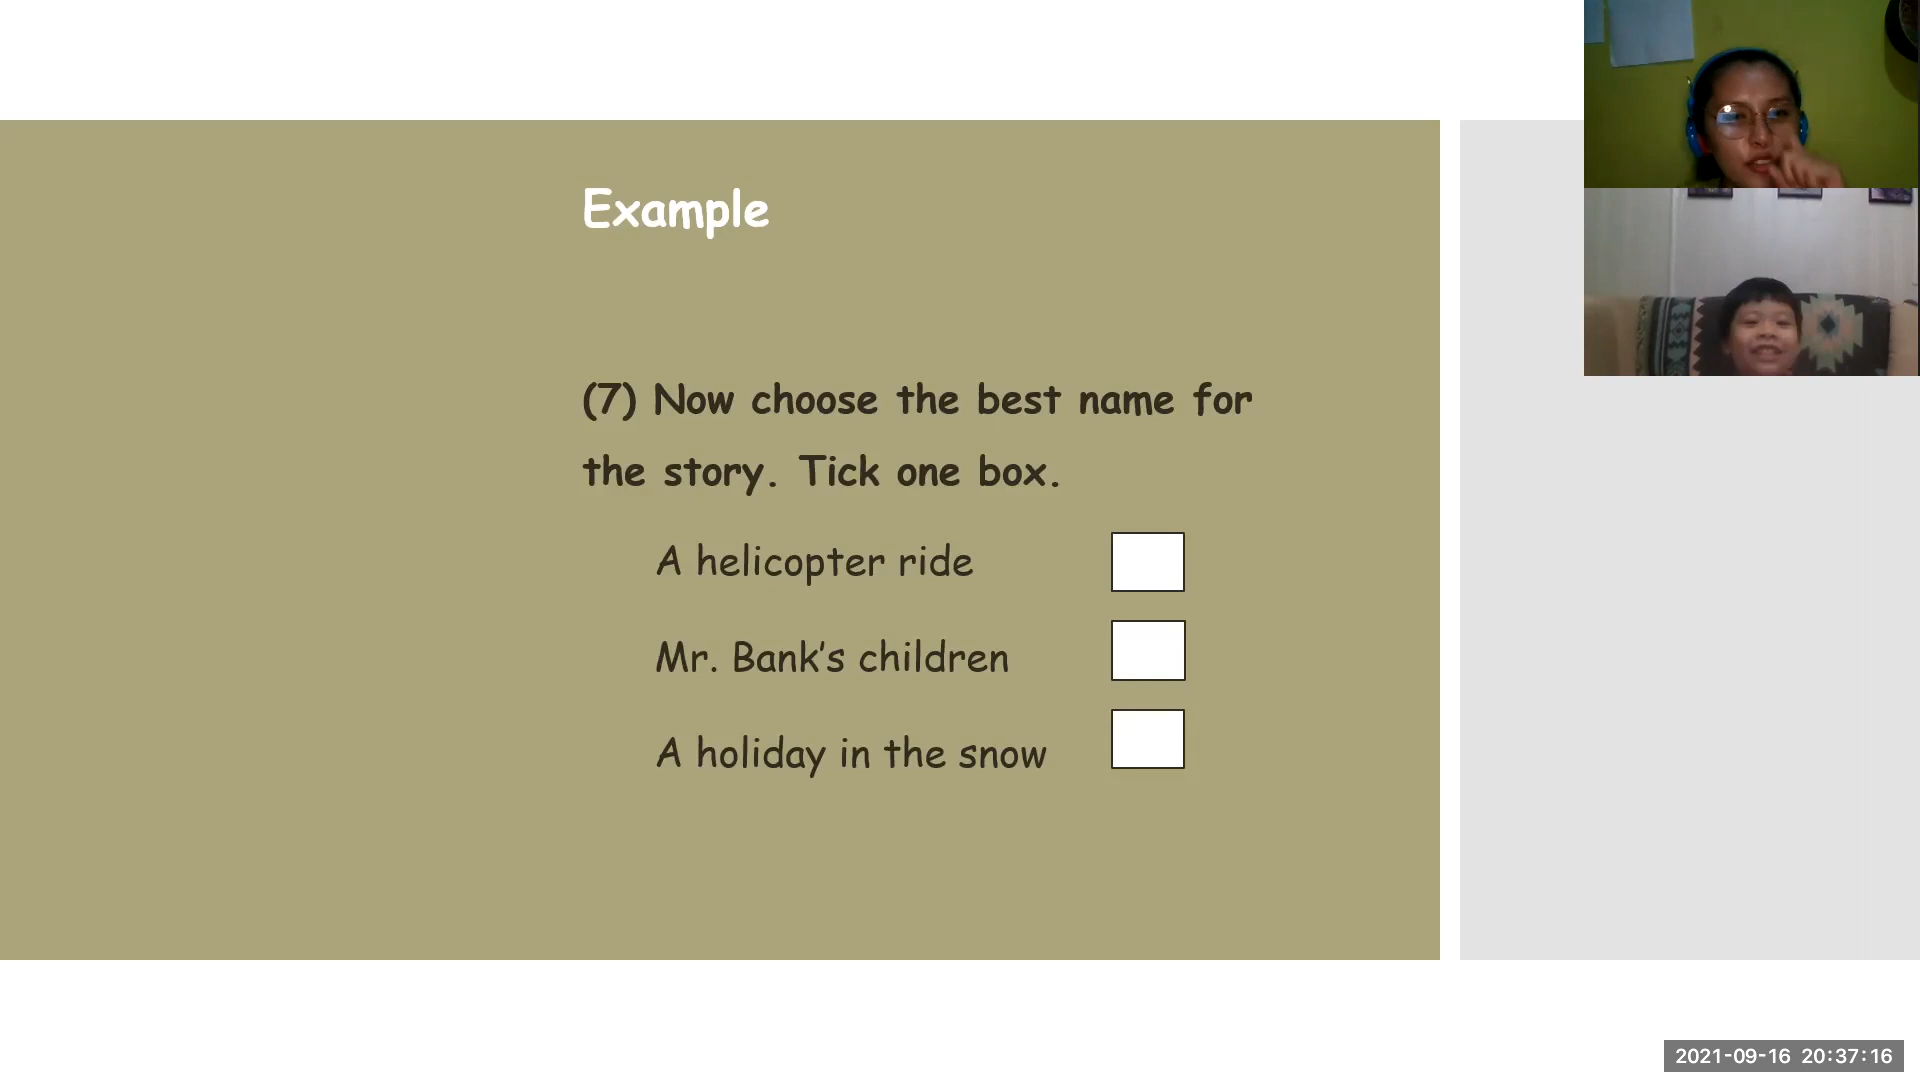 Example
(7) Now choose the best name for
the story. Tick one box.
A helicopter ride
Mr. Bank's children
A holiday in the snow
2021-09-16 20:37:16